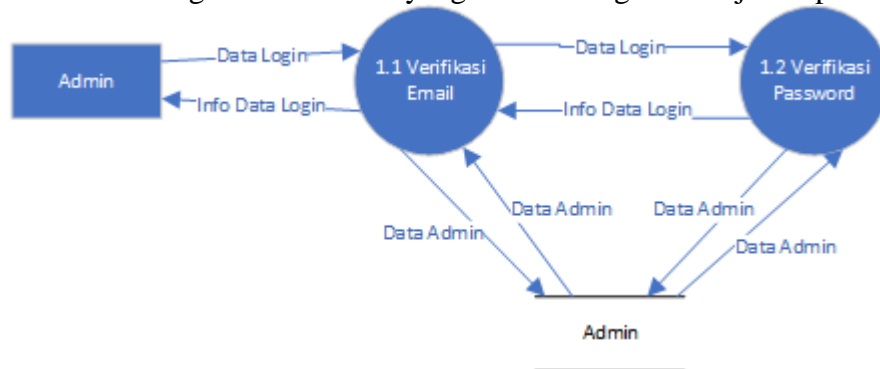 Data Login
Data Login
1.1 Verifikasi
Email
1.2 Verifikasi
Password
Admin
Info Data Login
Info Data Login
Data Admin
Data Admin
Data Admin
Data Admin
Admin